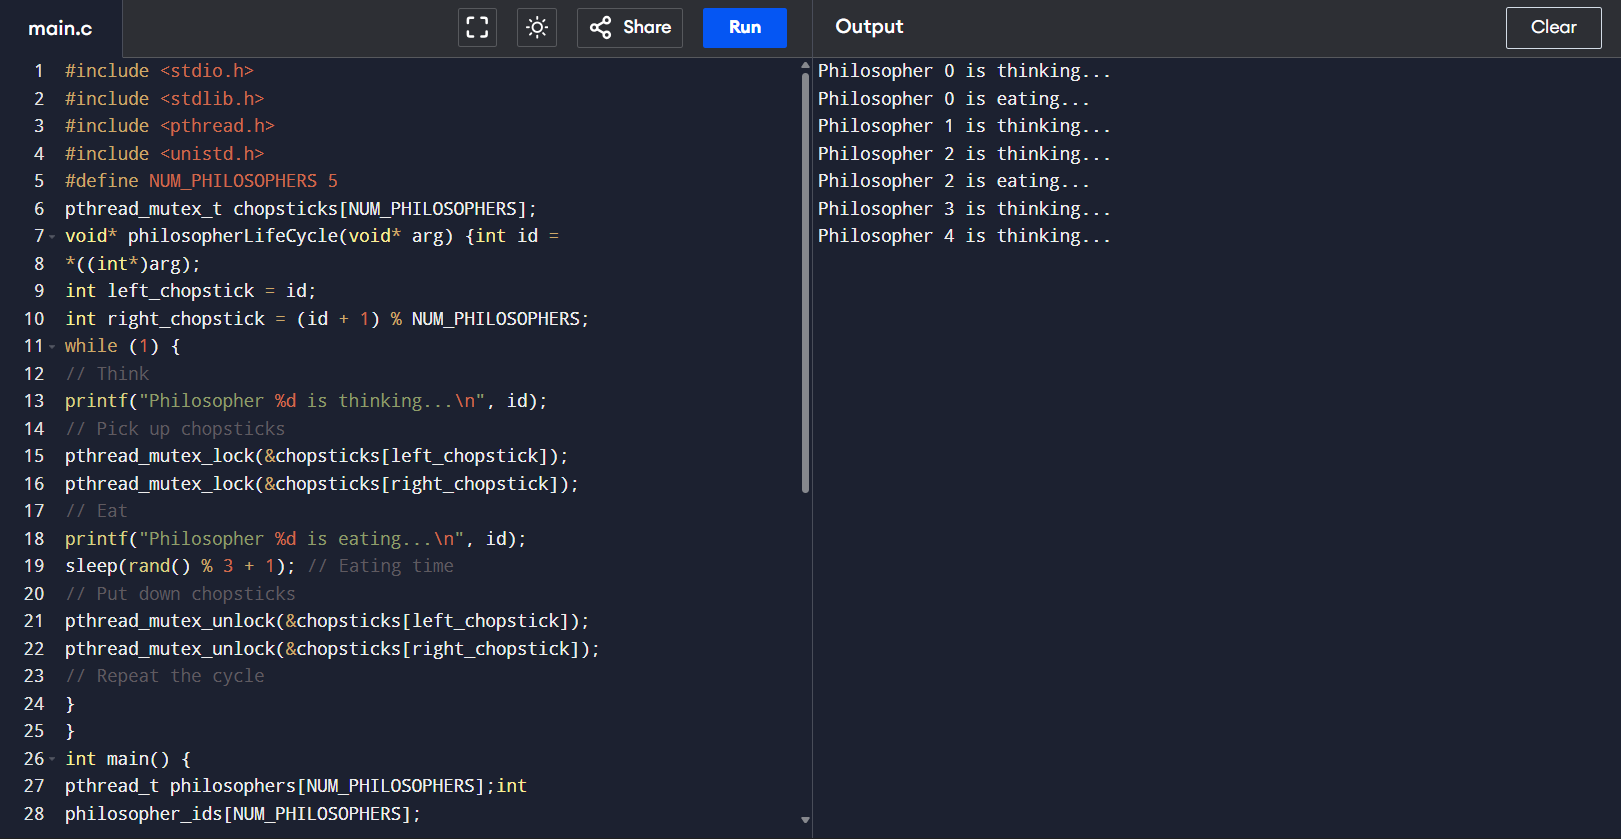 main.c
Share
Run
Output
Clear
1 #include <stdio.h>
2 #include <stdlib.h>
3 #include <pthread.h>
4 #include <unistd.h>
5 #define NUM_PHILOSOPHERS 5
6 pthread_mutex_t chopsticks[NUM_PHILOSOPHERS];
7 void* philosopherLifeCycle(void* arg) {int id =
8 *((int*)arg);
9 int left_chopstick = id;
10 int right_chopstick = (id + 1) % NUM_PHILOSOPHERS;
11 while (1) {
12 // Think
13 printf("Philosopher %d is thinking...\n", id);
14 // Pick up chopsticks
15 pthread_mutex_lock(&chopsticks[left_chopstick]);
16 pthread_mutex_lock(&chopsticks[right_chopstick]);
17 // Eat
18 printf("Philosopher %d is eating...\n", id);
19 sleep(rand() % 3 + 1); // Eating time
20 // Put down chopsticks
21 pthread_mutex_unlock(&chopsticks[left_chopstick]);
22 pthread_mutex_unlock(&chopsticks[right_chopstick]);
23 // Repeat the cycle
24 }
25 }
26 int main() {
27 pthread_t philosophers[NUM_PHILOSOPHERS];int
28 philosopher_ids[NUM_PHILOSOPHERS];
Philosopher 0 is thinking...
Philosopher 0 is eating...
Philosopher 1 is thinking...
Philosopher 2 is thinking...
Philosopher 2 is eating...
Philosopher 3 is thinking...
Philosopher 4 is thinking...